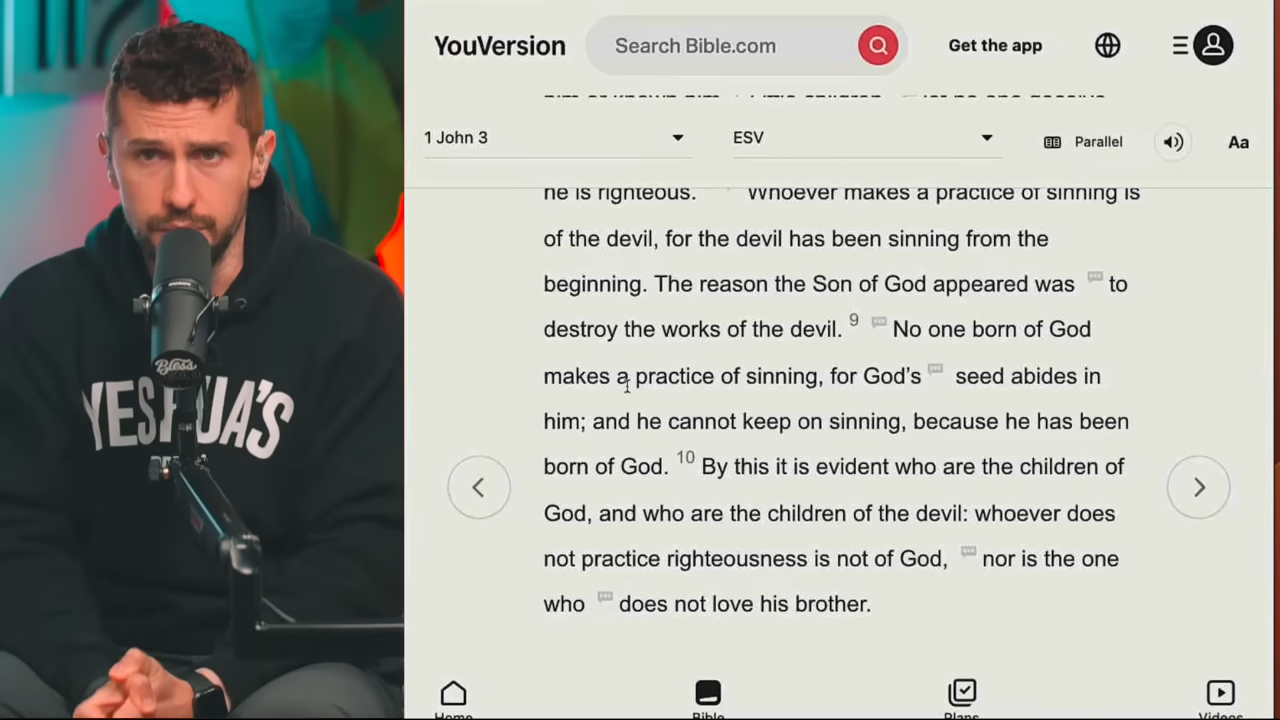 YouVersion
Search Bible.com
Get the app
1 John 3
ESV
Parallel
Aa
he is righteous. Whoever makes a practice of sinning is
of the devil, for the devil has been sinning from the
beginning. The reason the Son of God appeared was to
destroy the works of the devil. 9 No one born of God
makes a practice of sinning, for God's seed abides in
him; and he cannot keep on sinning, because he has been
born of God. 10 By this it is evident who are the children of
God, and who are the children of the devil: whoever does
not practice righteousness is not of God, nor is the one
who does not love his brother.
Home
Bible
Plans
Videos
Bless
YESHUA'S